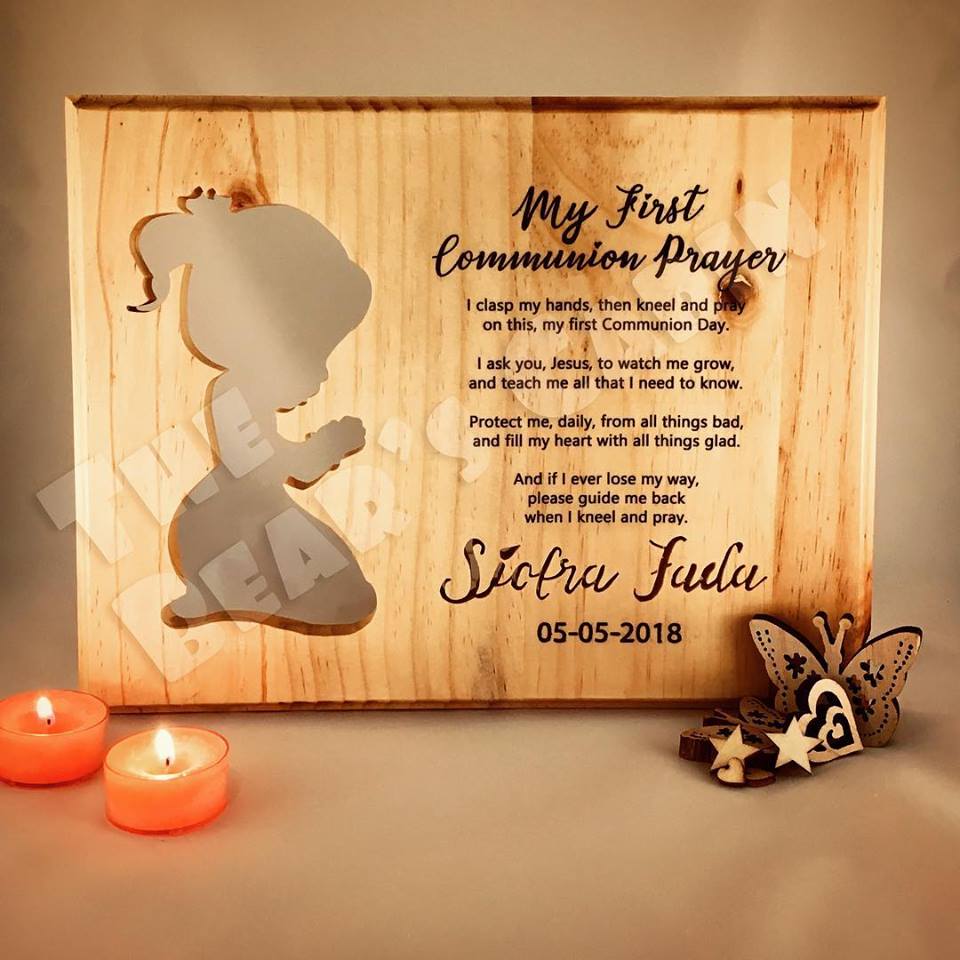 My First
Communion Prayer
I clasp my hands, then kneel and pray
on this, my first Communion Day.
I ask you, Jesus, to watch me grow,
and teach me all that I need to know.
Protect me, daily, from all things bad,
and fill my heart with all things glad.
And if I ever lose my way,
please guide me back
when I kneel and pray.
Siofra Fada
05-05-2018
THE
BEAR'S CABIN